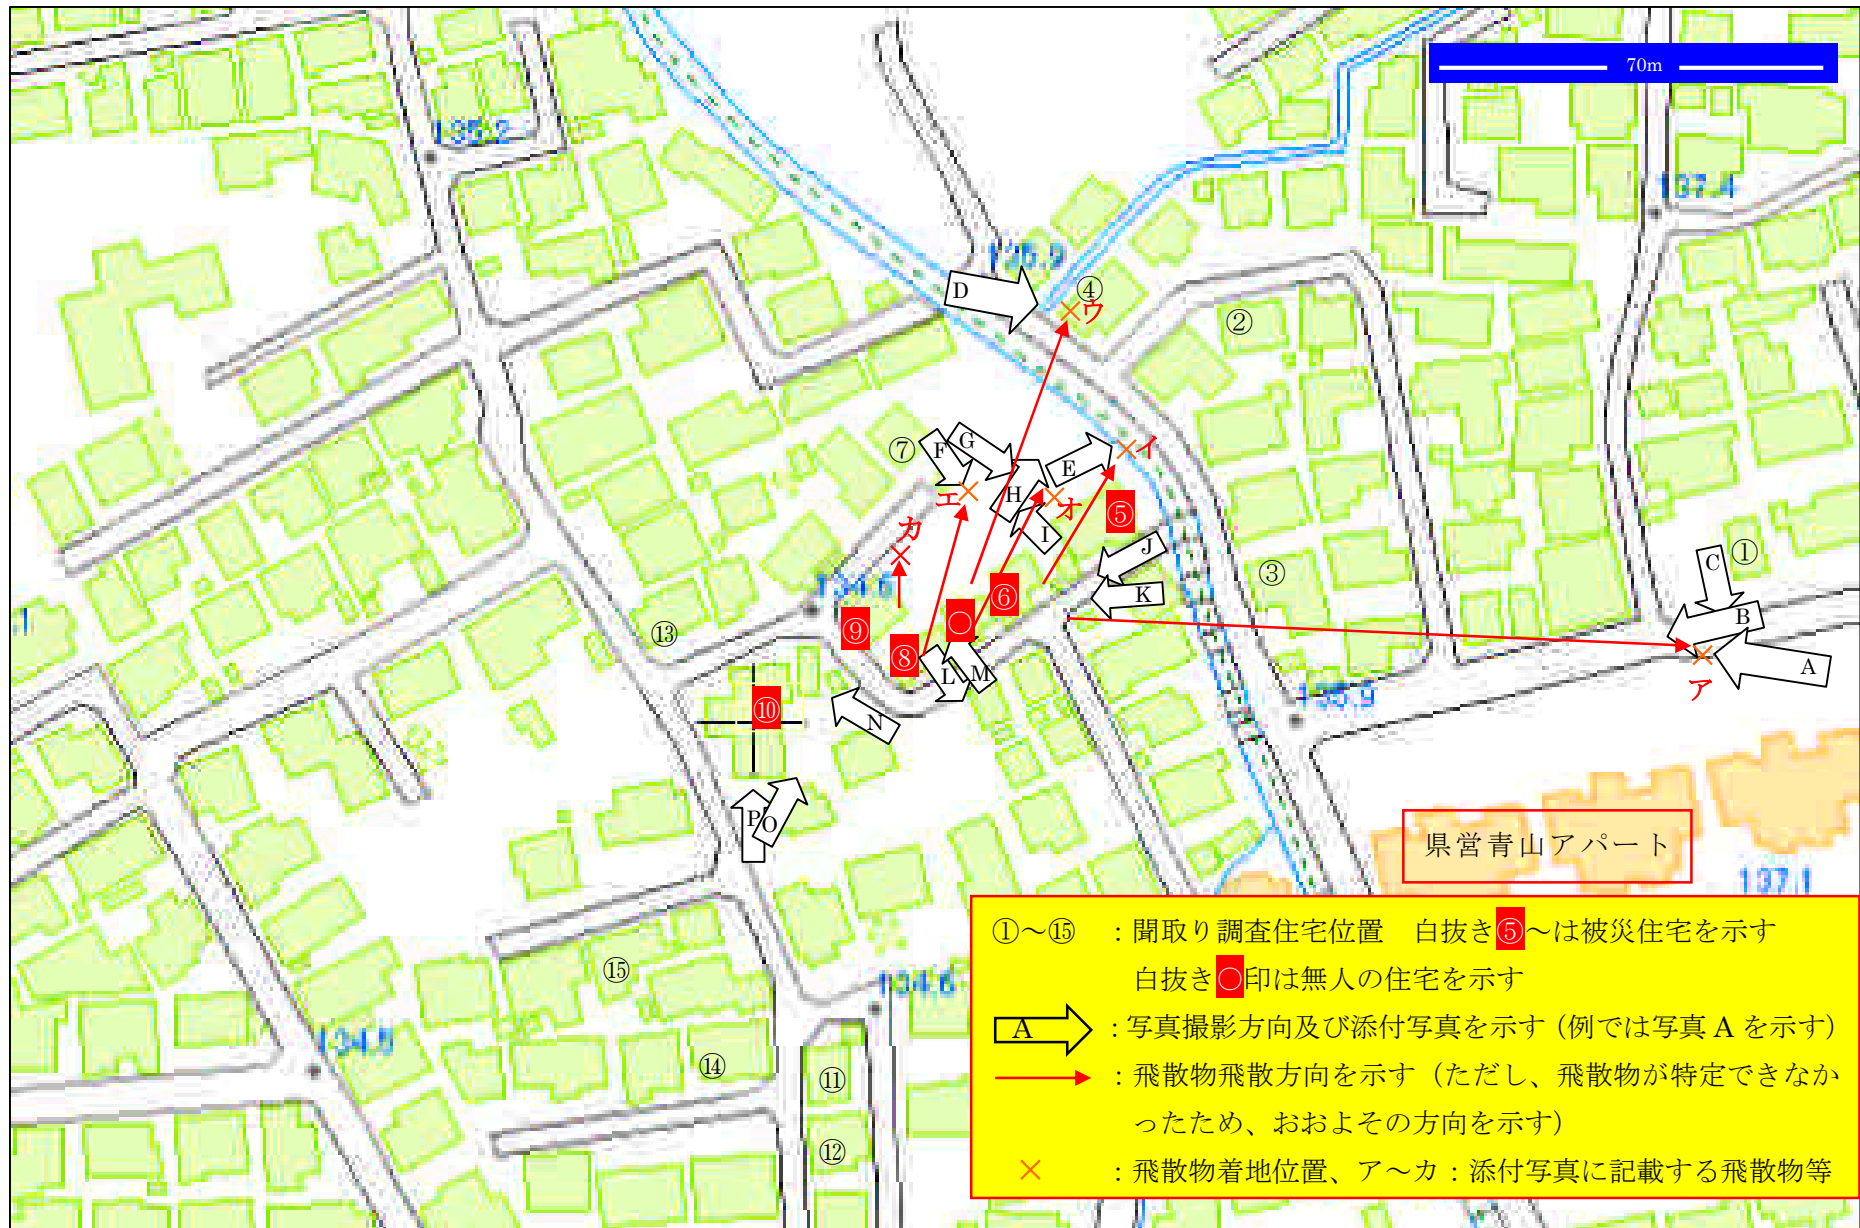 70m
135.2
137.4
135.9
D
④
ウ
②
⑦
F
G
E
イ
エ
H
オ
⑤
カ
I
J
C
①
③
⑥
K
134.6
B
.1
⑬
⑨
〇
⑧
L
M
A
ア
⑩
N
135.9
P
O
県営青山アパート
137.1
⑮
134.6
134.5
⑭
⑪
⑫
①～⑮ ：聞取り調査住宅位置 白抜き⑤～は被災住宅を示す
白抜き〇印は無人の住宅を示す
A ：写真撮影方向及び添付写真を示す（例では写真 A を示す）
：飛散物飛散方向を示す（ただし、飛散物が特定できなか
ったため、おおよその方向を示す）
× ：飛散物着地位置、ア～カ：添付写真に記載する飛散物等